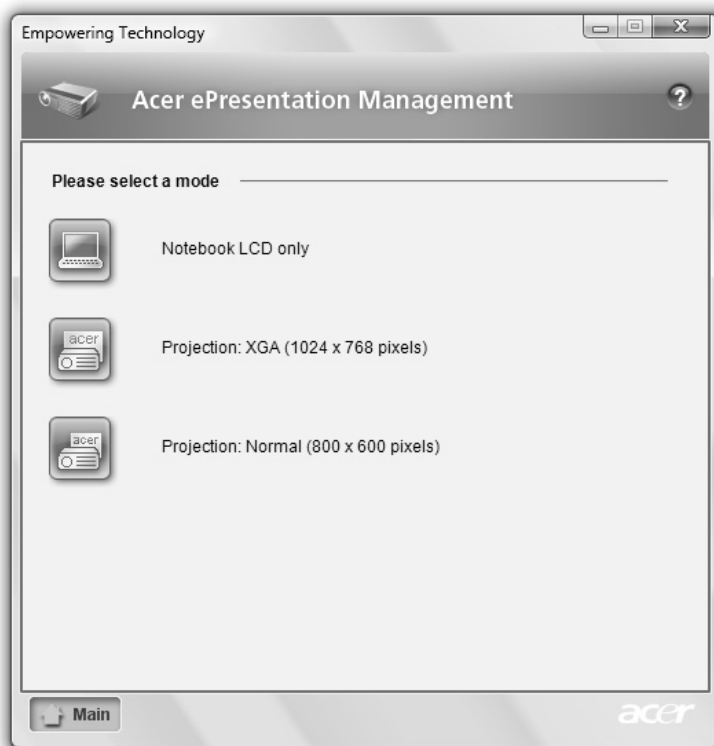 Empowering Technology
Acer ePresentation Management
?
Please select a mode
Notebook LCD only
acer
Projection: XGA (1024 x 768 pixels)
acer
Projection: Normal (800 x 600 pixels)
Main
acer